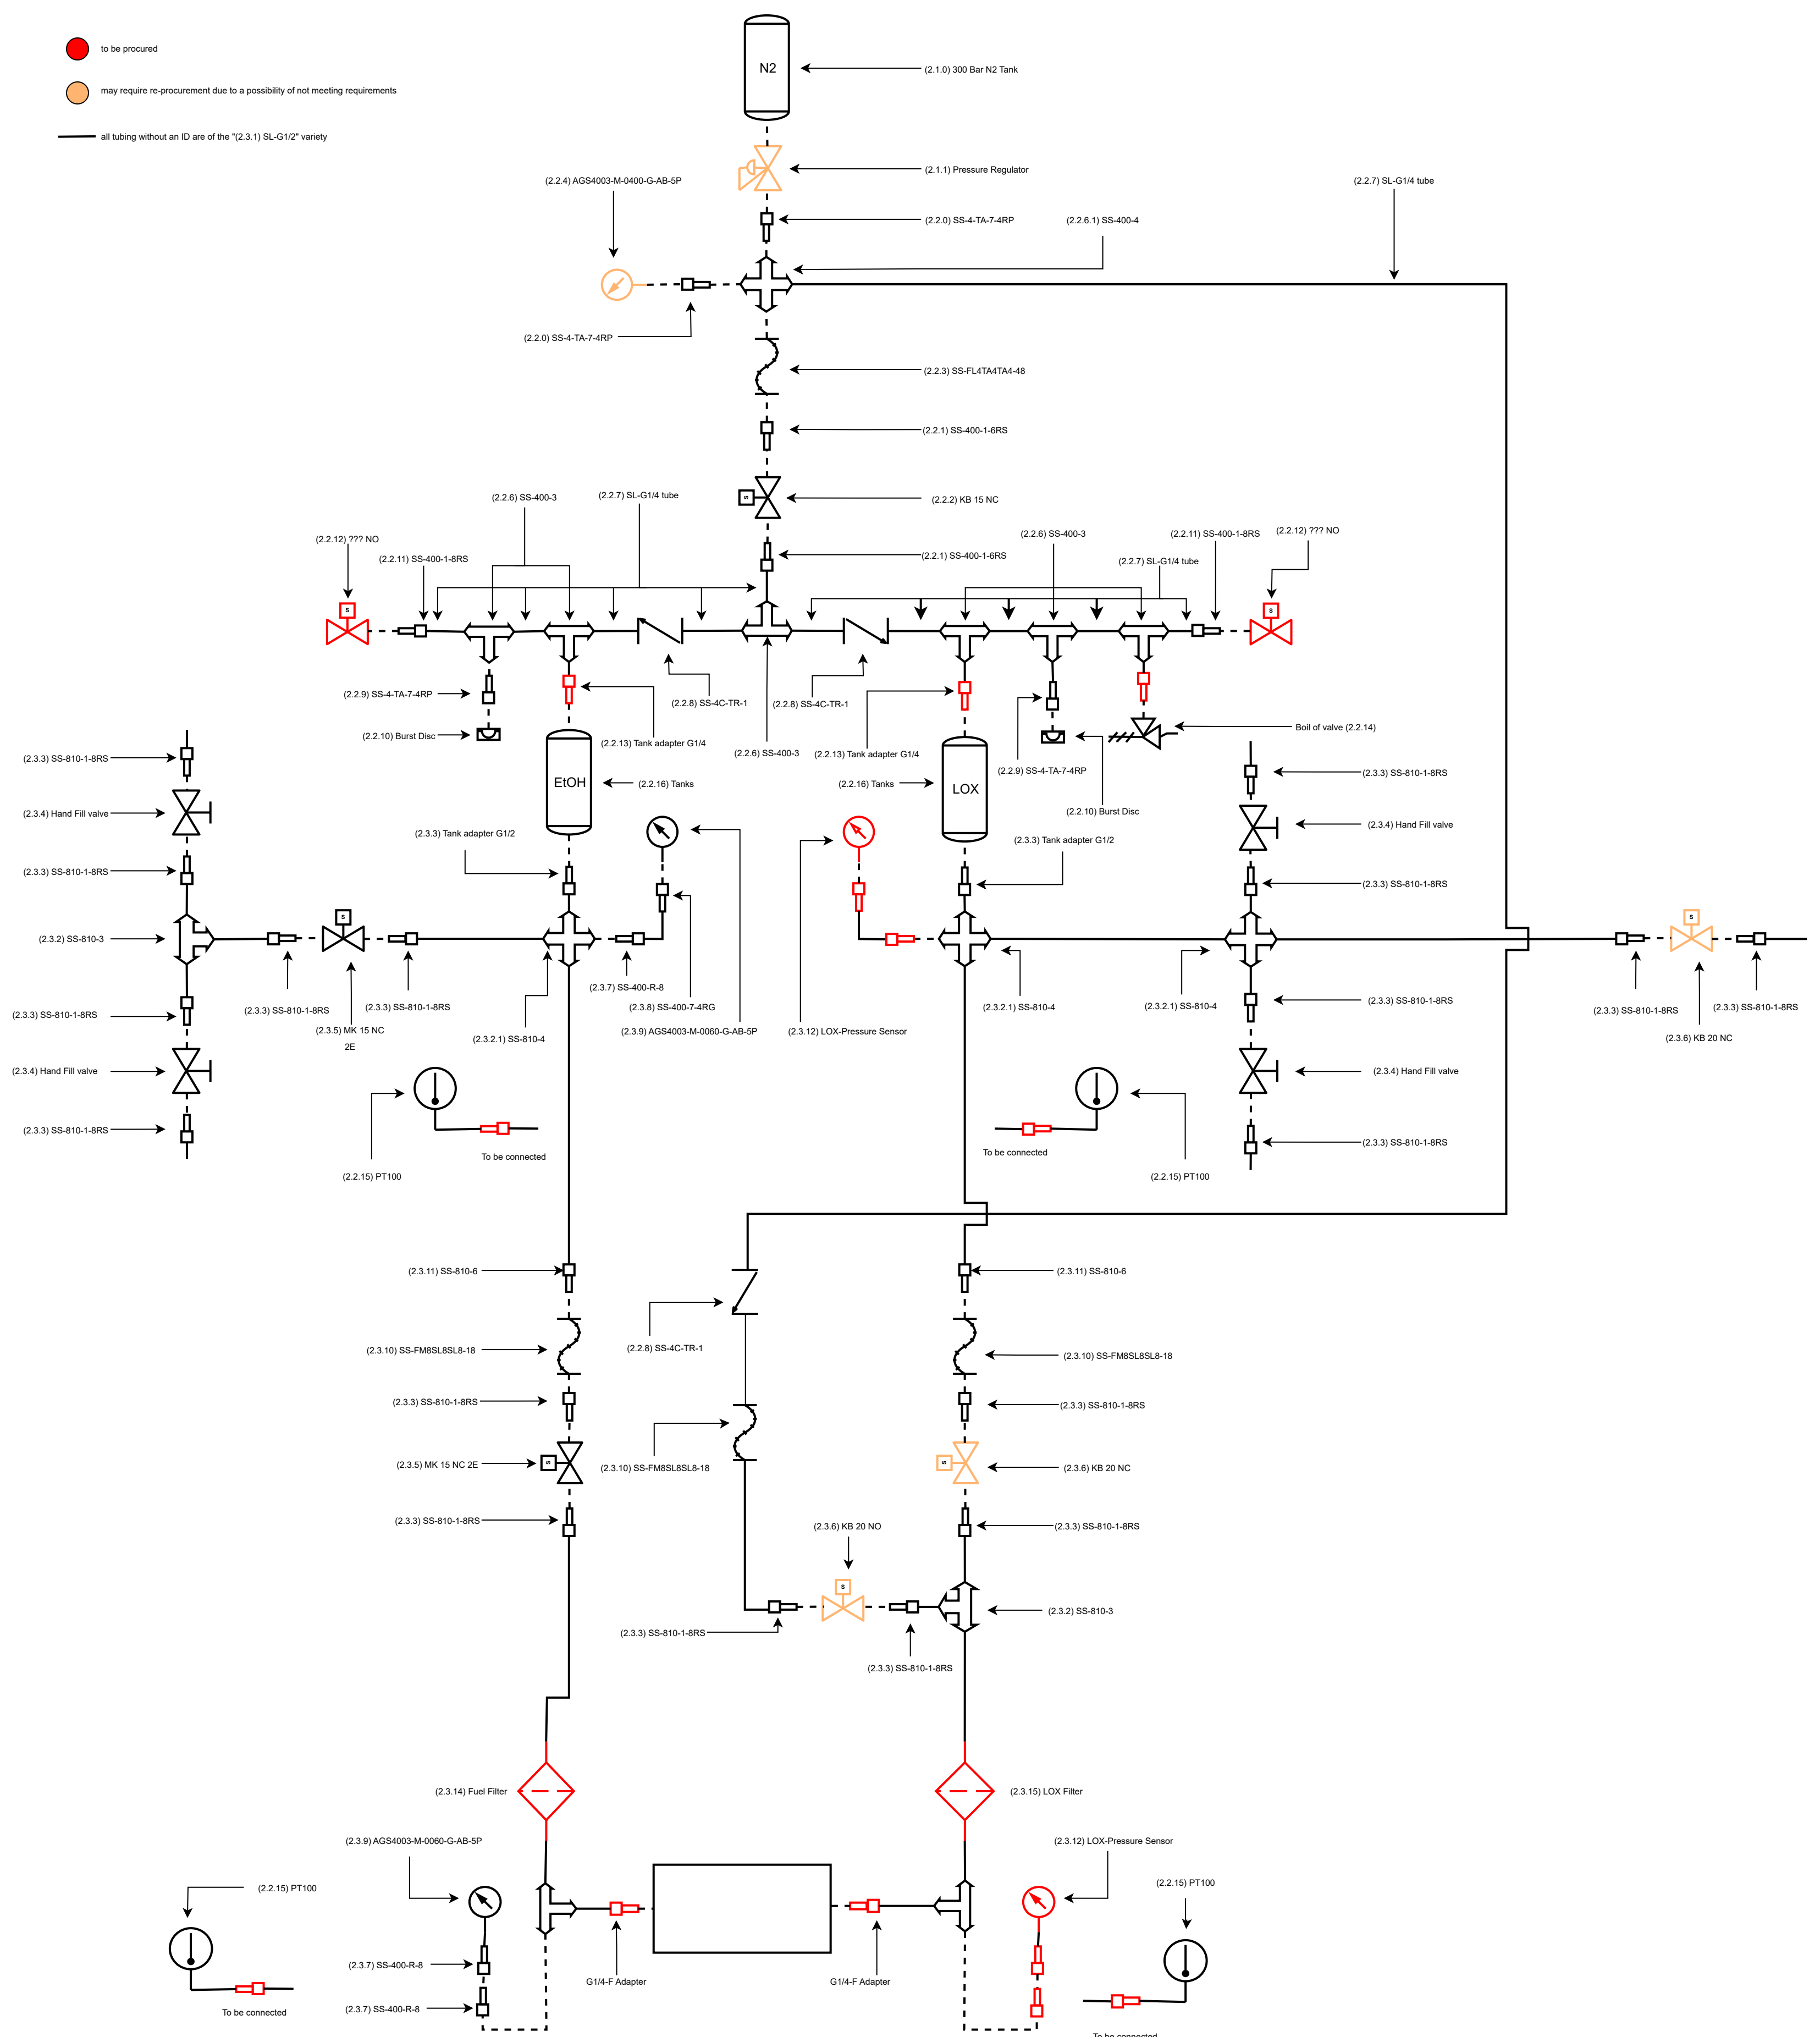 to be procured
may require re-procurement due to a possibility of not meeting requirements
all tubing without an ID are of the "(2.3.1) SL-G1/2" variety
N2
(2.1.0) 300 Bar N2 Tank
(2.1.1) Pressure Regulator
(2.2.4) AGS4003-M-0400-G-AB-5P
(2.2.7) SL-G1/4 tube
(2.2.0) SS-4-TA-7-4RP
(2.2.6.1) SS-400-4
(2.2.0) SS-4-TA-7-4RP
(2.2.3) SS-FL4TA4TA4-48
(2.2.1) SS-400-1-6RS
S
(2.2.2) KB 15 NC
(2.2.6) SS-400-3
(2.2.7) SL-G1/4 tube
(2.2.12) ??? NO
(2.2.11) SS-400-1-8RS
(2.2.1) SS-400-1-6RS
(2.2.6) SS-400-3
(2.2.11) SS-400-1-8RS
(2.2.12) ??? NO
(2.2.7) SL-G1/4 tube
S
S
(2.2.9) SS-4-TA-7-4RP
(2.2.8) SS-4C-TR-1
(2.2.8) SS-4C-TR-1
(2.2.10) Burst Disc
(2.2.13) Tank adapter G1/4
(2.2.6) SS-400-3
(2.2.13) Tank adapter G1/4
(2.2.9) SS-4-TA-7-4RP
Boil of valve (2.2.14)
(2.3.3) SS-810-1-8RS
EtOH
(2.2.16) Tanks
(2.2.16) Tanks
LOX
(2.3.3) SS-810-1-8RS
(2.3.4) Hand Fill valve
(2.2.10) Burst Disc
(2.3.4) Hand Fill valve
(2.3.3) Tank adapter G1/2
(2.3.3) Tank adapter G1/2
(2.3.3) SS-810-1-8RS
(2.3.3) SS-810-1-8RS
S
S
(2.3.2) SS-810-3
(2.3.7) SS-400-R-8
(2.3.3) SS-810-1-8RS
(2.3.3) SS-810-1-8RS
(2.3.3) SS-810-1-8RS
(2.3.8) SS-400-7-4RG
(2.3.2.1) SS-810-4
(2.3.2.1) SS-810-4
(2.3.3) SS-810-1-8RS
(2.3.3) SS-810-1-8RS
(2.3.3) SS-810-1-8RS
(2.3.5) MK 15 NC
2E
(2.3.2.1) SS-810-4
(2.3.9) AGS4003-M-0060-G-AB-5P
(2.3.12) LOX-Pressure Sensor
(2.3.6) KB 20 NC
(2.3.4) Hand Fill valve
(2.3.4) Hand Fill valve
(2.3.3) SS-810-1-8RS
To be connected
To be connected
(2.3.3) SS-810-1-8RS
(2.2.15) PT100
(2.2.15) PT100
(2.3.11) SS-810-6
(2.3.11) SS-810-6
(2.3.10) SS-FM8SL8SL8-18
(2.2.8) SS-4C-TR-1
(2.3.10) SS-FM8SL8SL8-18
(2.3.3) SS-810-1-8RS
(2.3.3) SS-810-1-8RS
(2.3.5) MK 15 NC 2E
S
(2.3.10) SS-FM8SL8SL8-18
S
(2.3.6) KB 20 NC
(2.3.3) SS-810-1-8RS
(2.3.6) KB 20 NO
(2.3.3) SS-810-1-8RS
S
(2.3.2) SS-810-3
(2.3.3) SS-810-1-8RS
(2.3.3) SS-810-1-8RS
(2.3.14) Fuel Filter
(2.3.15) LOX Filter
(2.3.9) AGS4003-M-0060-G-AB-5P
(2.3.12) LOX-Pressure Sensor
(2.2.15) PT100
(2.2.15) PT100
(2.3.7) SS-400-R-8
G1/4-F Adapter
G1/4-F Adapter
To be connected
(2.3.7) SS-400-R-8
To be connected